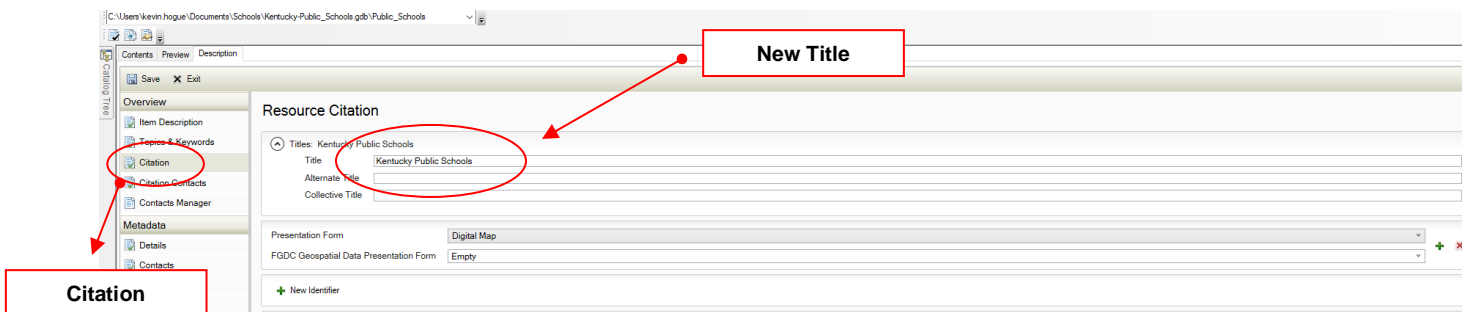 C:\Users\kevin.hogue\Documents\Schools\Kentucky-Public_Schools.gdb\Public_Schools
Contents Preview Description
New Title
Catalog Tree
Save Exit
Overview
Resource Citation
Item Description
Topics & Keywords
Titles: Kentucky Public Schools
Citation
Title Kentucky Public Schools
Alternate Title
Citation Contacts
Collective Title
Contacts Manager
Metadata
Presentation Form Digital Map
Details
FGDC Geospatial Data Presentation Form Empty
Contacts
New Identifier
Citation